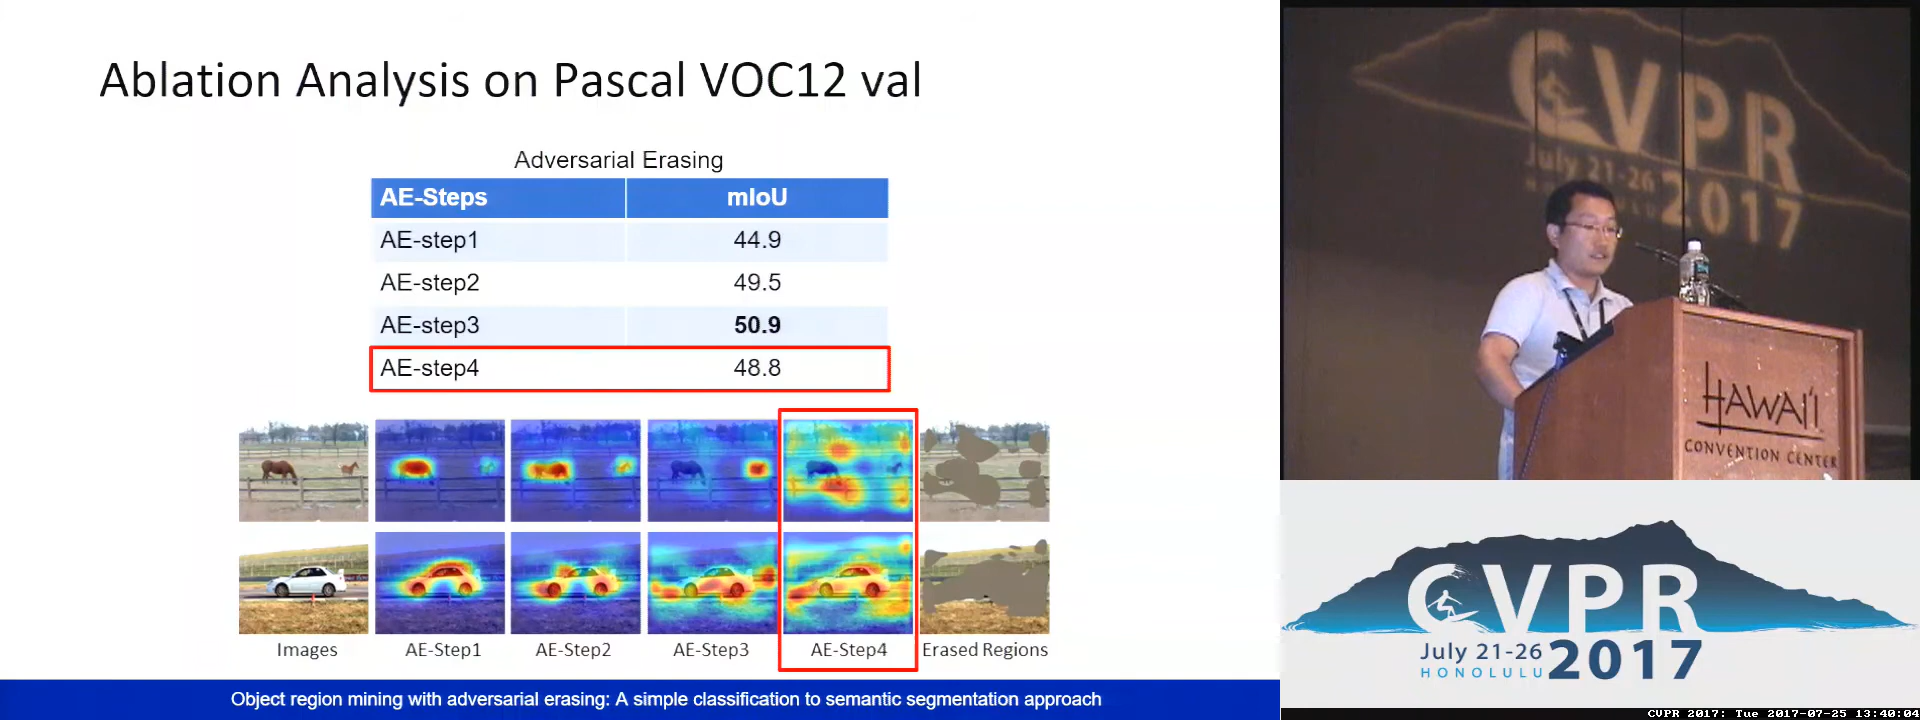 Ablation Analysis on Pascal VOC12 val
Adversarial Erasing
AE-Steps mIoU
AE-step1 44.9
AE-step2 49.5
AE-step3 50.9
AE-step4 48.8
Images AE-Step1 AE-Step2 AE-Step3 AE-Step4 Erased Regions
Object region mining with adversarial erasing: A simple classification to semantic segmentation approach
CVPR
July 21-26
2017
HAWAI'I
CONVENTION CENTER
CVPR
July 21-26
HONOLULU
2017
CVPR 2017: Tue 2017-07-25 13:40:04